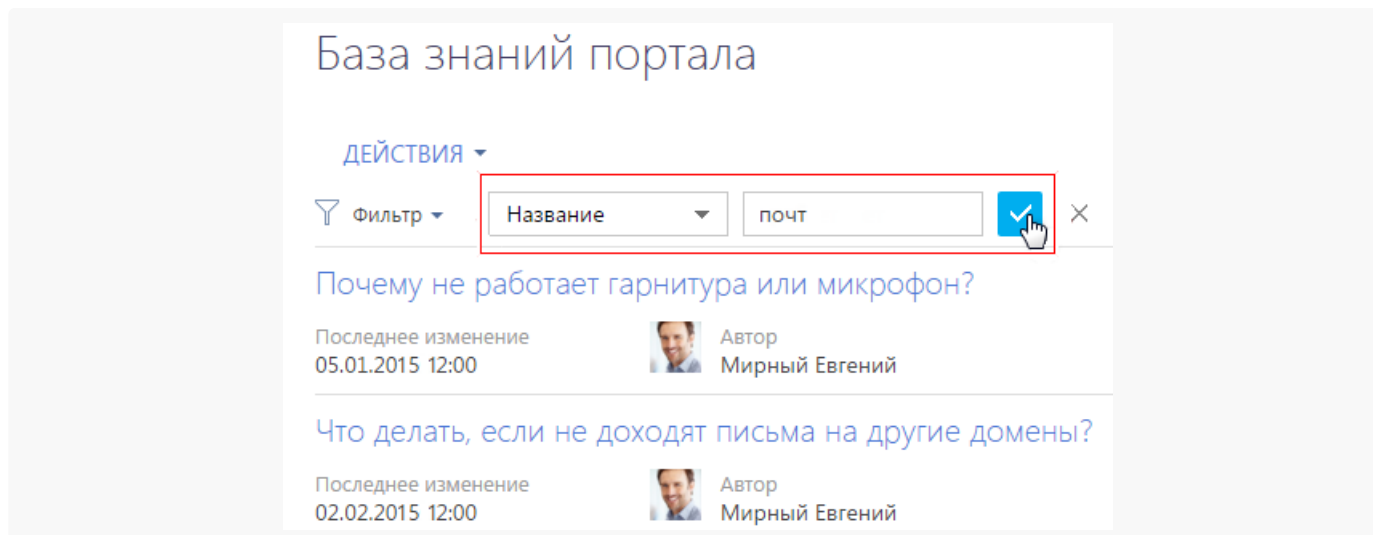 База знаний портала
ДЕЙСТВИЯ
Фильтр Название почт
Почему не работает гарнитура или микрофон?
Последнее изменение Автор
05.01.2015 12:00 Мирный Евгений
Что делать, если не доходят письма на другие домены?
Последнее изменение Автор
02.02.2015 12:00 Мирный Евгений